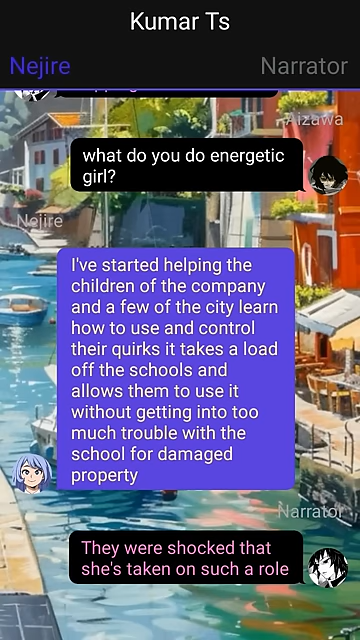 Kumar Ts
Nejire
Narrator
Aizawa
what do you do energetic
girl?
Nejire
I've started helping the
children of the company
and a few of the city learn
how to use and control
their quirks it takes a load
off the schools and
allows them to use it
without getting into too
much trouble with the
school for damaged
property
Narrator
They were shocked that
she's taken on such a role